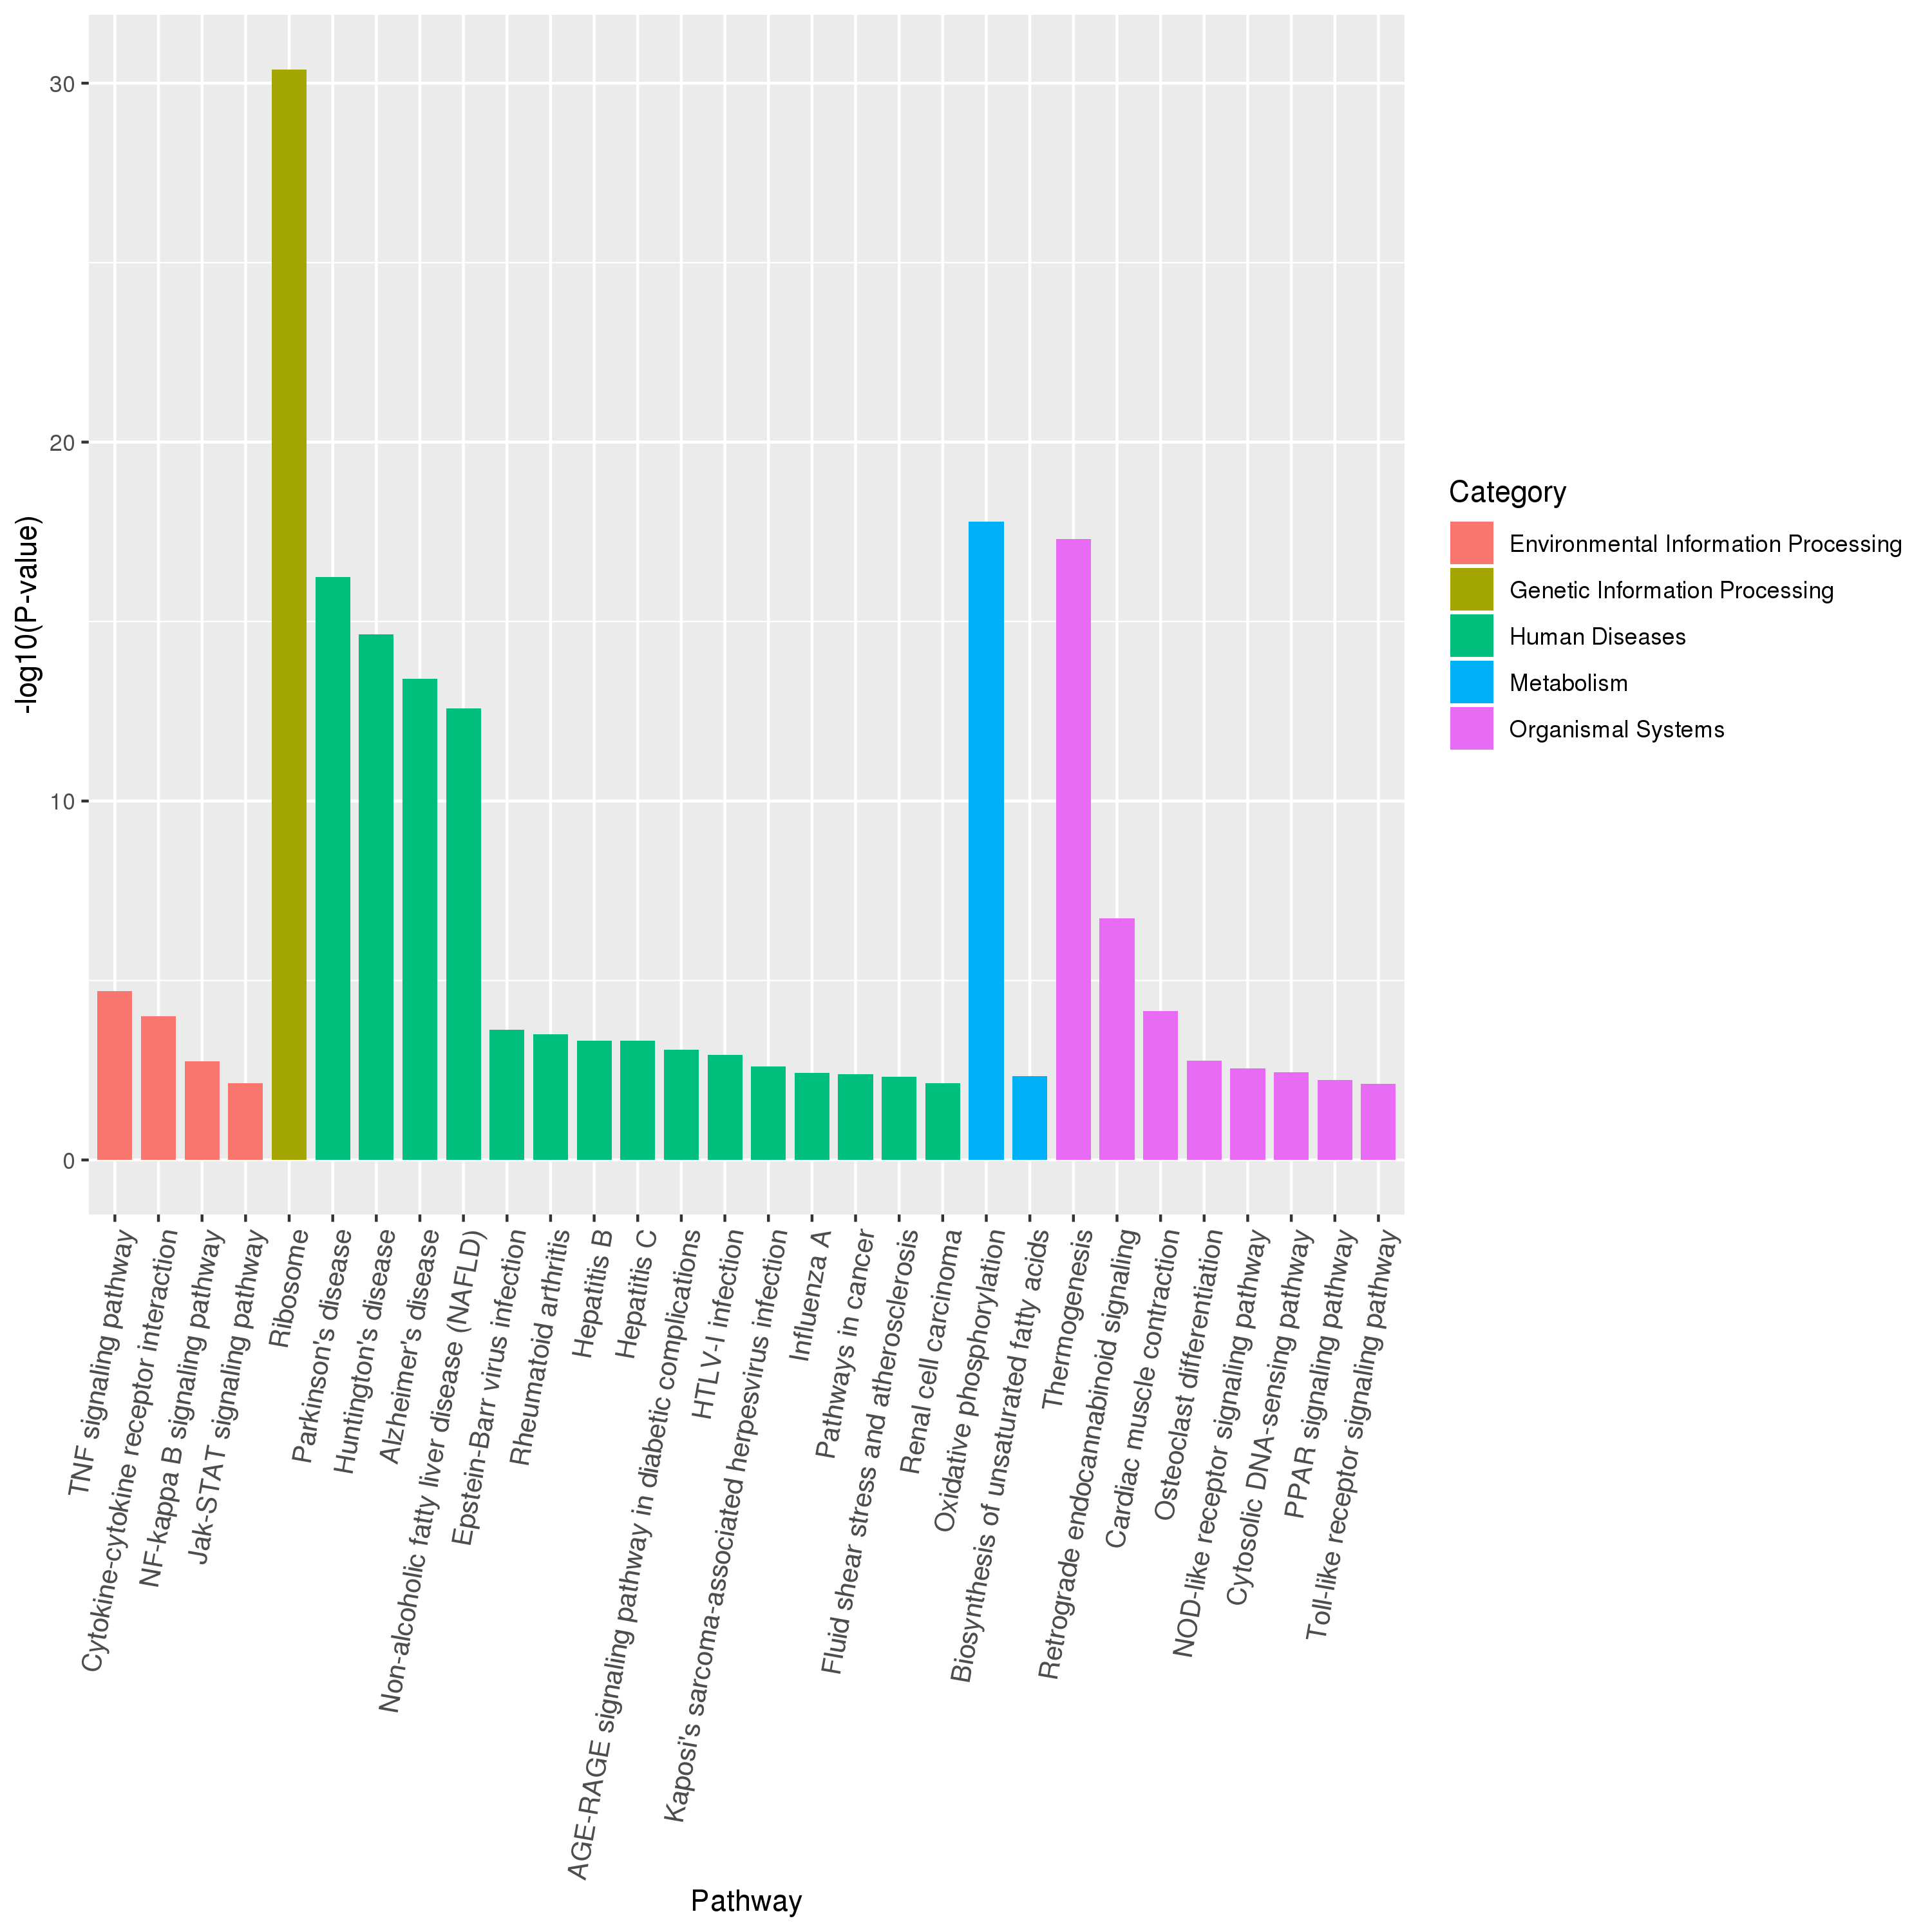 -log10(P-value)
30
20
10
0
TNF signaling pathway
Cytokine-cytokine receptor interaction
NF-kappa B signaling pathway
Jak-STAT signaling pathway
Ribosome
Parkinson's disease
Huntington's disease
Alzheimer's disease
Non-alcoholic fatty liver disease (NAFLD)
Epstein-Barr virus infection
Rheumatoid arthritis
Hepatitis B
Hepatitis C
AGE-RAGE signaling pathway in diabetic complications
HTLV-I infection
Kaposi's sarcoma-associated herpesvirus infection
Influenza A
Pathways in cancer
Fluid shear stress and atherosclerosis
Renal cell carcinoma
Oxidative phosphorylation
Biosynthesis of unsaturated fatty acids
Thermogenesis
Retrograde endocannabinoid signaling
Cardiac muscle contraction
Osteoclast differentiation
NOD-like receptor signaling pathway
Cytosolic DNA-sensing pathway
PPAR signaling pathway
Toll-like receptor signaling pathway
Pathway
Category
Environmental Information Processing
Genetic Information Processing
Human Diseases
Metabolism
Organismal Systems